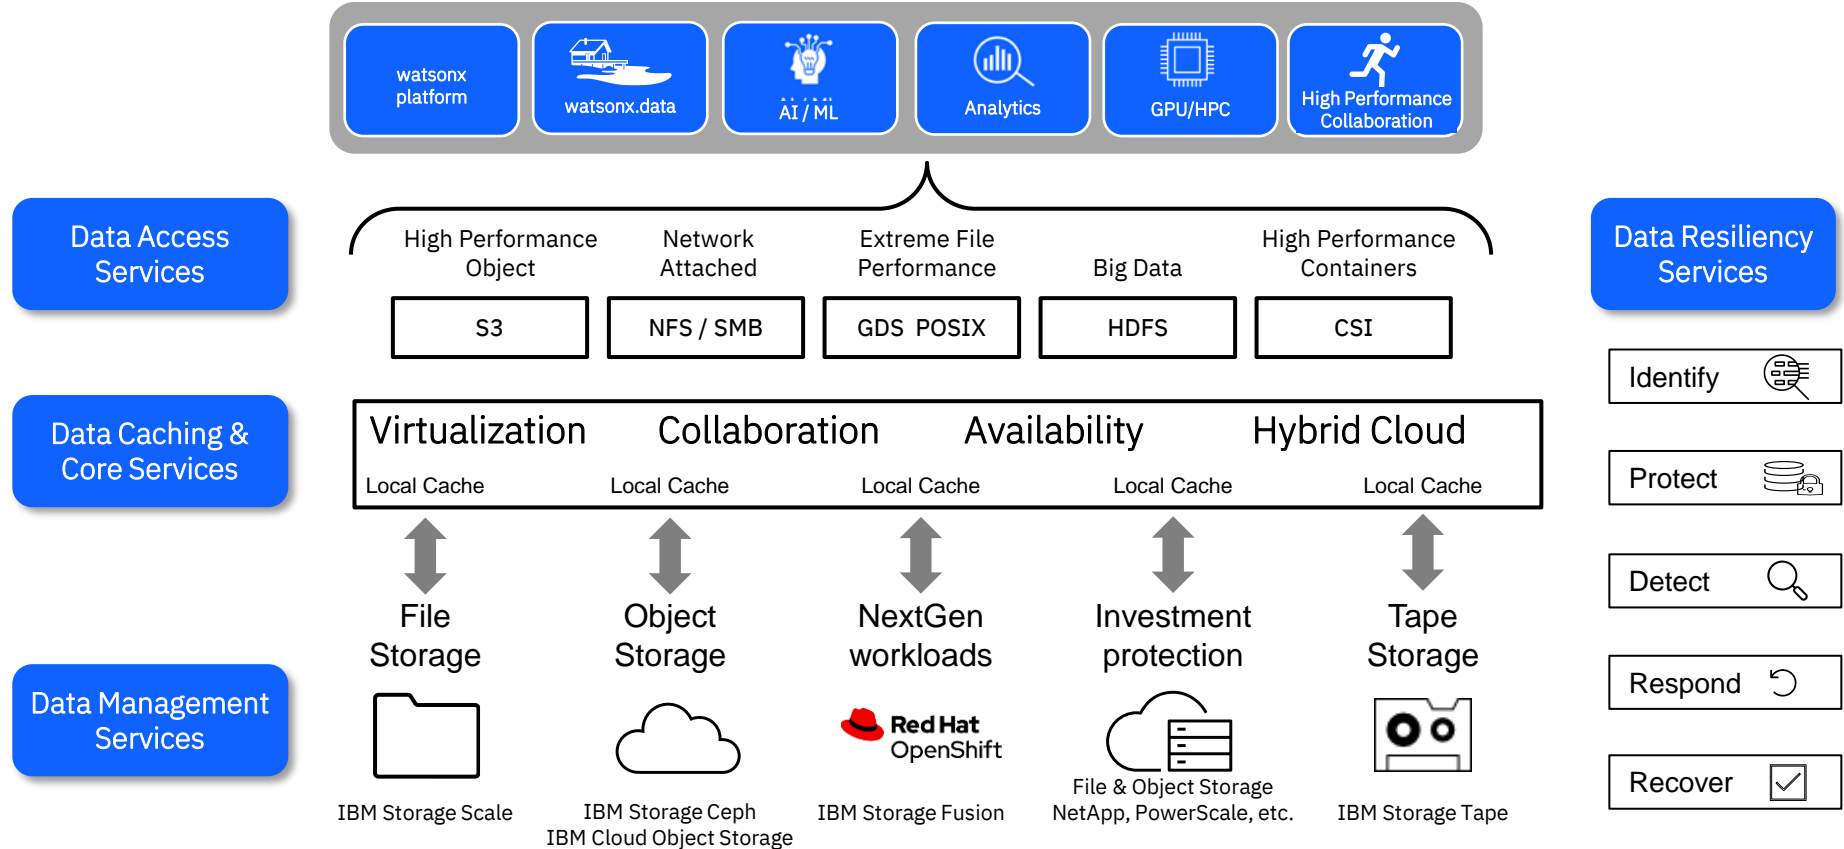 watsonx
platform
watsonx.data
AI / ML
Analytics
GPU/HPC
High Performance
Collaboration
Data Access
Services
High Performance
Object
Network
Attached
Extreme File
Performance
Big Data
High Performance
Containers
S3
NFS / SMB
GDS POSIX
HDFS
CSI
Data Caching &
Core Services
Virtualization
Collaboration
Availability
Hybrid Cloud
Local Cache
Local Cache
Local Cache
Local Cache
Local Cache
Data Management
Services
File
Storage
IBM Storage Scale
Object
Storage
IBM Storage Ceph
IBM Cloud Object Storage
NextGen
workloads
Red Hat
OpenShift
IBM Storage Fusion
Investment
protection
File & Object Storage
NetApp, PowerScale, etc.
Tape
Storage
IBM Storage Tape
Data Resiliency
Services
Identify
Protect
Detect
Respond
Recover